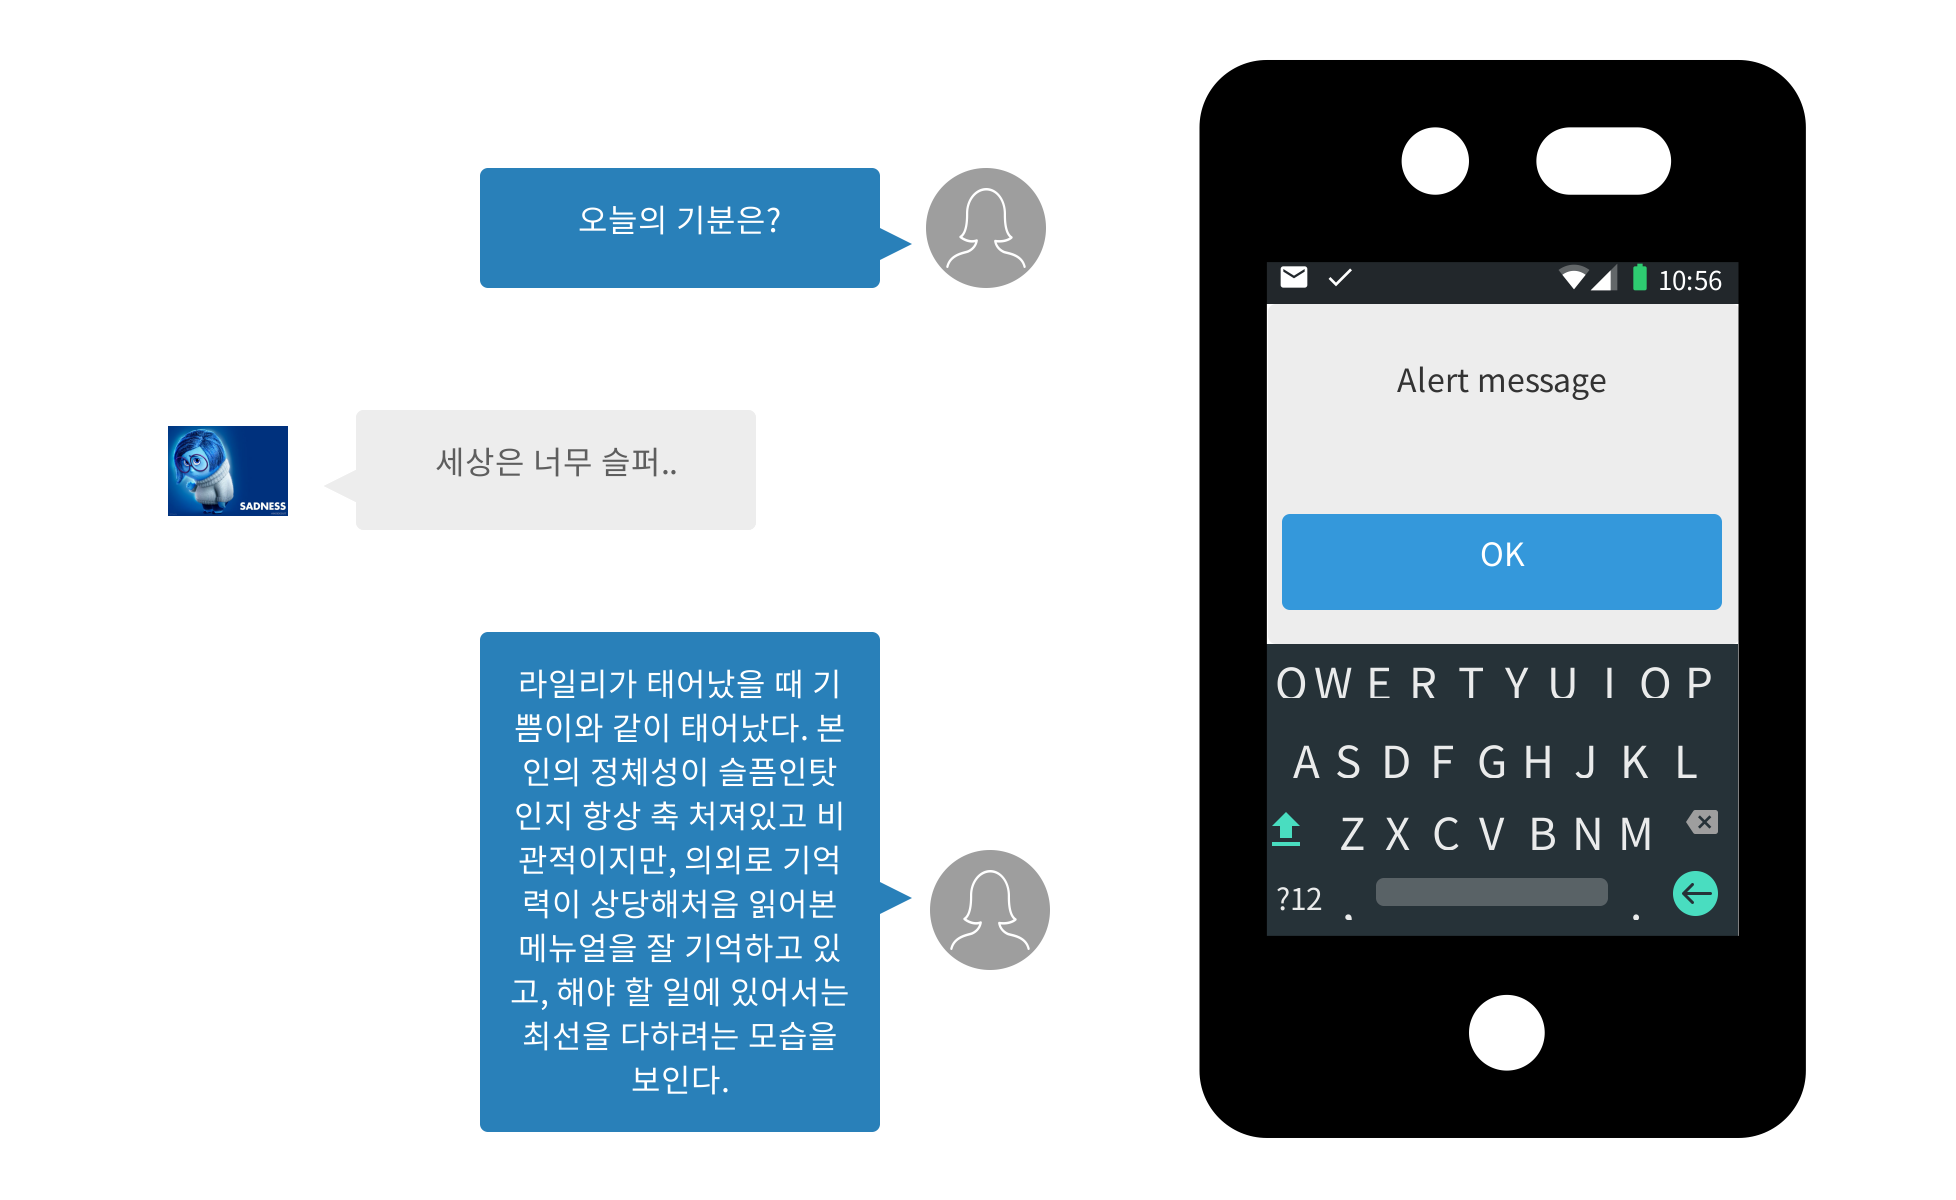 오늘의 기분은?
SADNESS
세상은 너무 슬퍼..
라일리가 태어났을 때 기
쁨이와 같이 태어났다. 본
인의 정체성이 슬픔인탓
인지 항상 축 처져있고 비
관적이지만, 의외로 기억
력이 상당해처음 읽어본
메뉴얼을 잘 기억하고 있
고, 해야 할 일에 있어서는
최선을 다하려는 모습을
보인다.
10:56
Alert message
OK
Q W E R T Y U I O P
A S D F G H J K L
Z X C V B N M
?12 , .